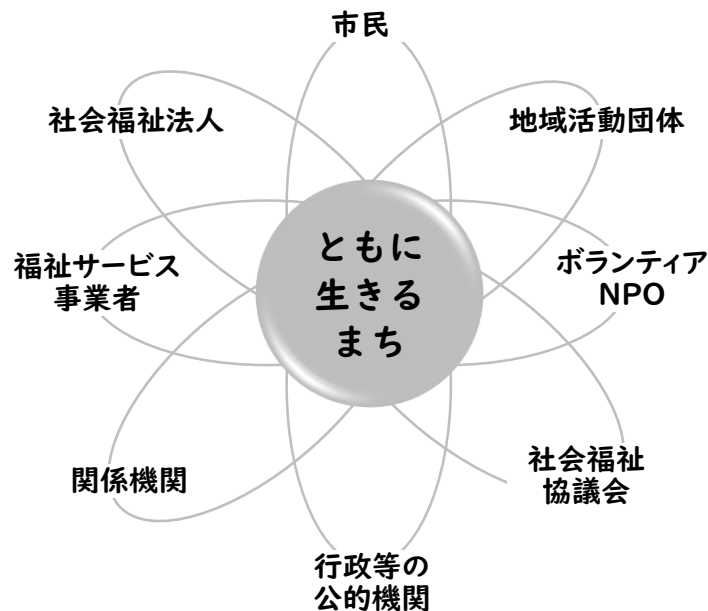 市民
社会福祉法人
地域活動団体
福祉サービス
事業者
ともに
生きる
まち
ボランティア
NPO
関係機関
社会福祉
協議会
行政等の
公的機関